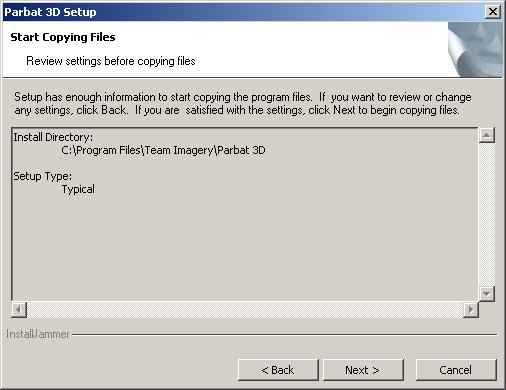 Parbat 3D Setup
Start Copying Files
Review settings before copying files
Setup has enough information to start copying the program files. If you want to review or change
any settings, click Back. If you are satisfied with the settings, click Next to begin copying files.
Install Directory:
C:\Program Files\Team Imagery\Parbat 3D
Setup Type:
Typical
InstallJammer
< Back Next > Cancel